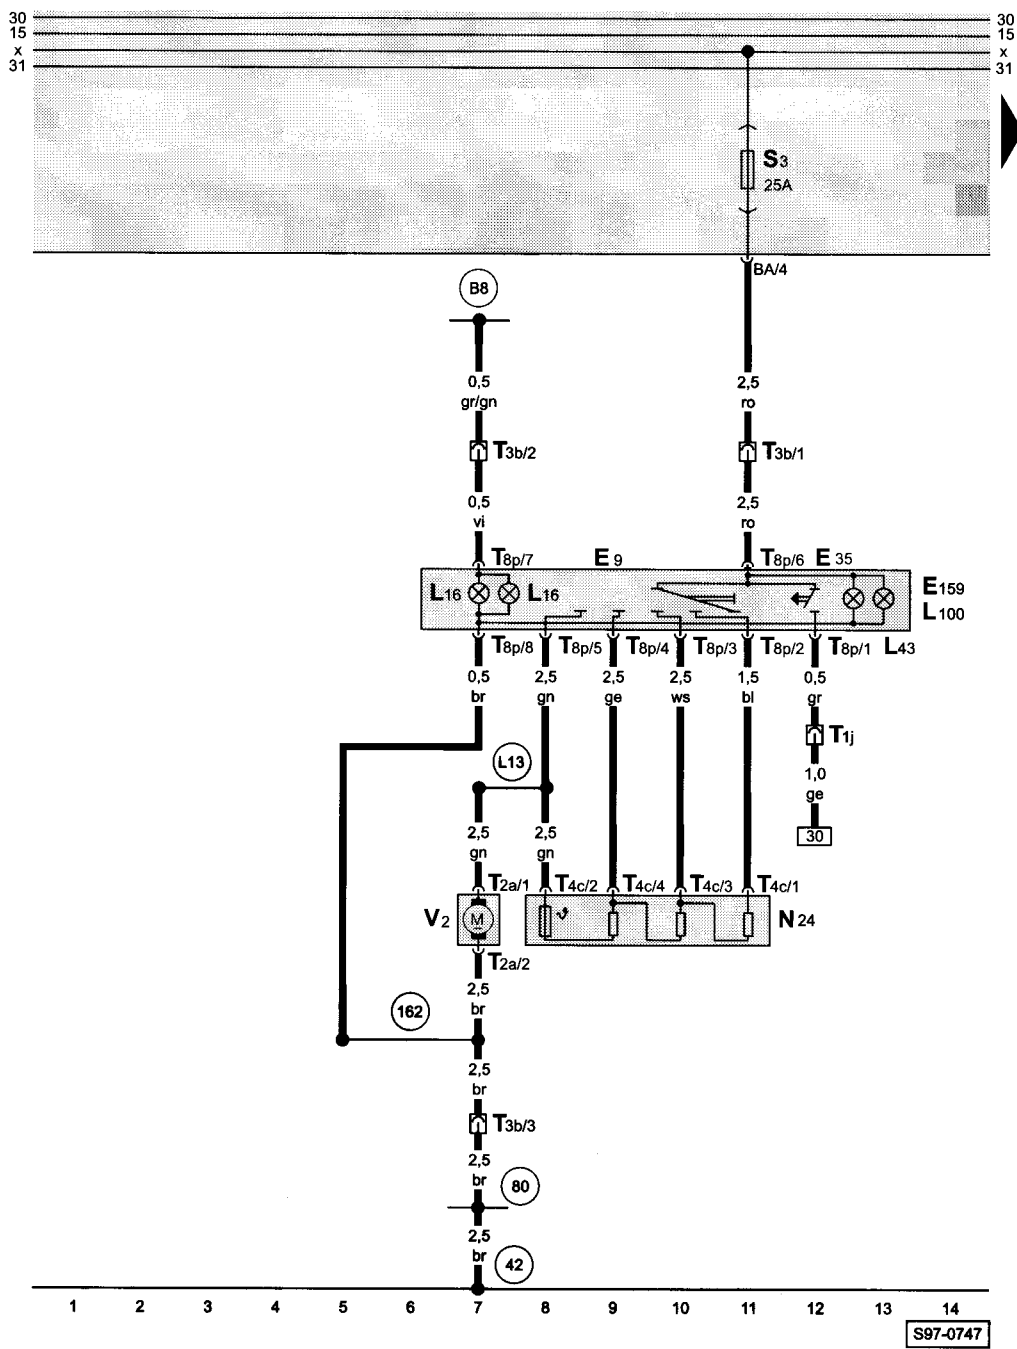 30 30
15 15
x x
31 31
S3
25A
BA/4
B8
0,5 2,5
gr/gn ro
T3b/2 T3b/1
0,5 2,5
vi ro
T8p/7 E9 T8p/6 E35
L16 L16 E159
L100
T8p/8 T8p/5 T8p/4 T8p/3 T8p/2 T8p/1 L43
0,5 2,5 2,5 2,5 1,5 0,5
br gn ge ws bl gr
T1j
L13
1,0
ge
2,5 2,5 30
gn gn
T2a/1 T4c/2 T4c/4 T4c/3 T4c/1
V2 M N24
T2a/2
2,5
br
162
2,5
br
T3b/3
2,5
br
80
2,5
br
42
1 2 3 4 5 6 7 8 9 10 11 12 13 14
S97-0747